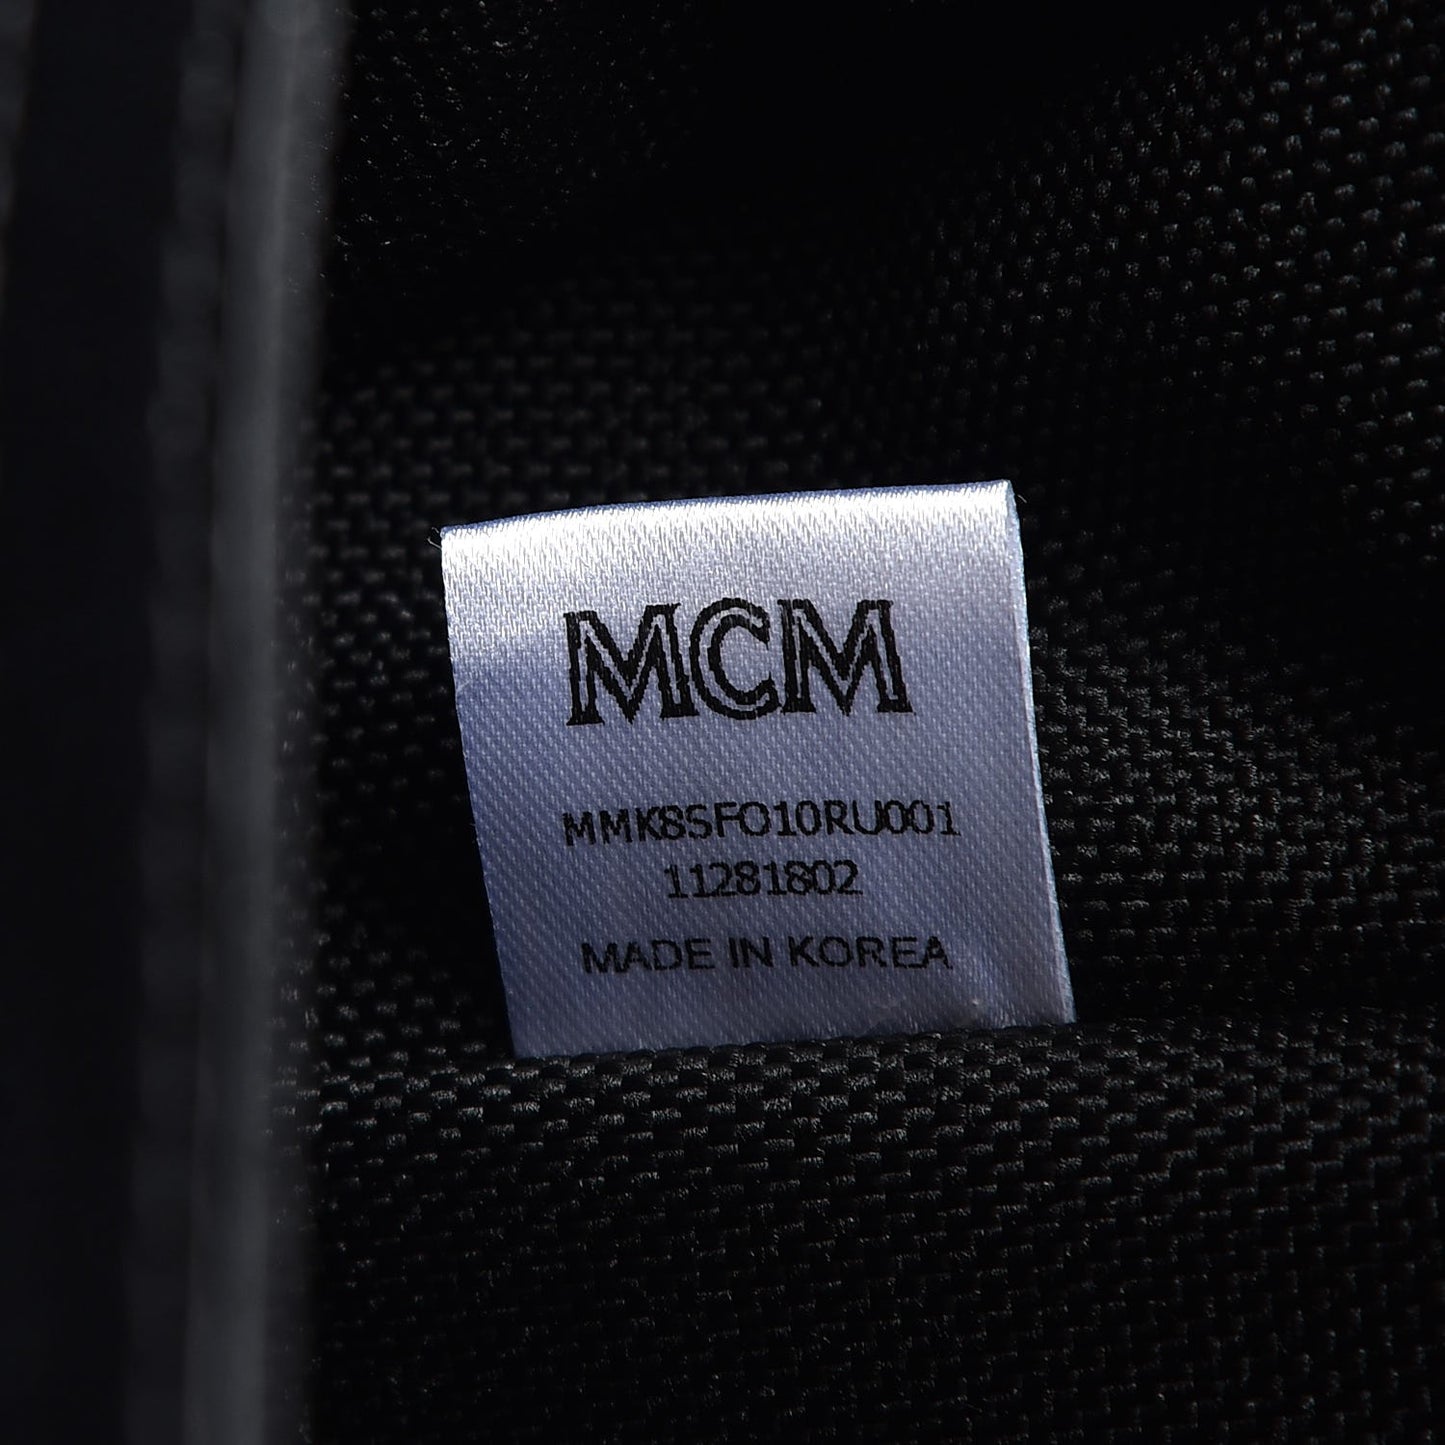 MCM
MMK8SFO10RU001
11281802
MADE IN KOREA